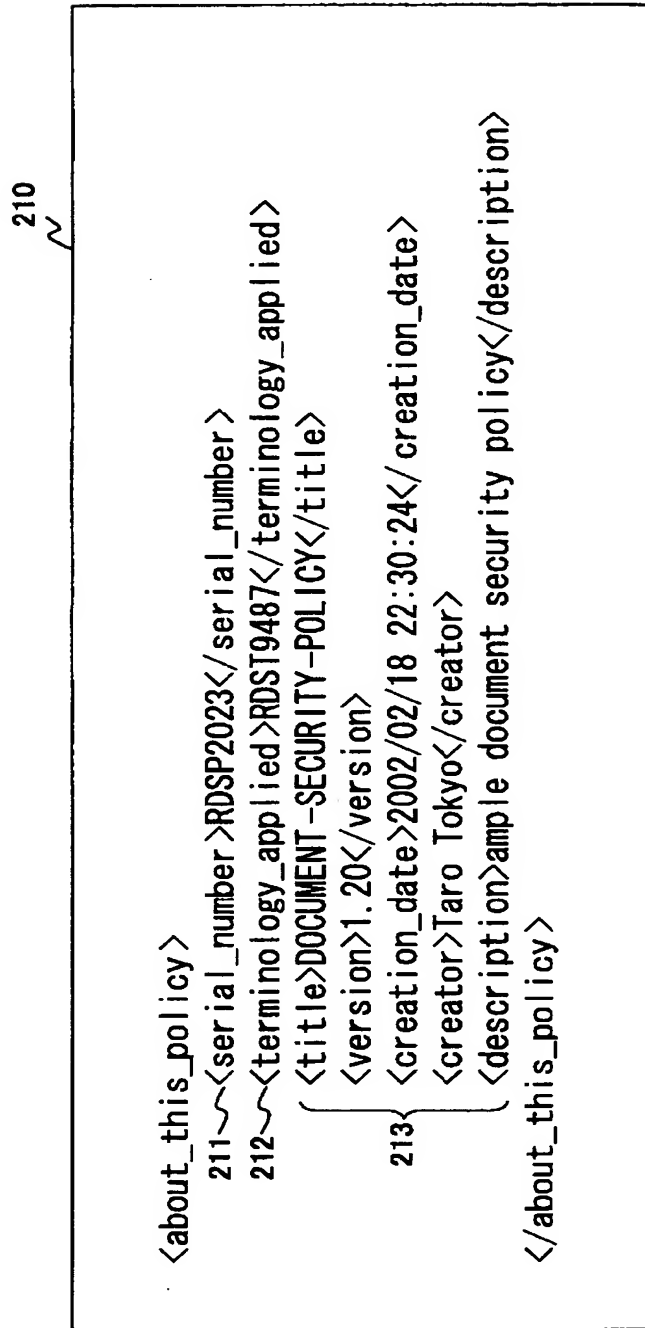 210
<about_this_policy>
211 <serial_number>RDSP2023</serial_number>
212 <terminology_applied>RDST9487</terminology_applied>
<title>DOCUMENT-SECURITY-POLICY</title>
<version>1.20</version>
213 <creation_date>2002/02/18 22:30:24</creation_date>
<creator>Taro Tokyo</creator>
<description>ample document security policy</description>
</about_this_policy>